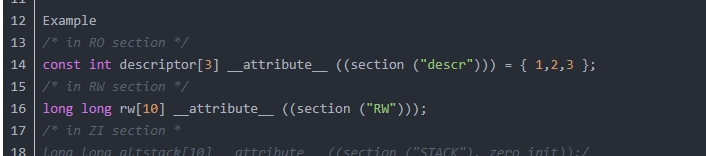 12 Example
13 /* in RO section */
14 const int descriptor[3] __attribute__ ((section ("descr"))) = { 1,2,3 };
15 /* in RW section */
16 long long rw[10] __attribute__ ((section ("RW")));
17 /* in ZI section *
18 long long altstack[10] __attribute__ ((section ("STACK"), zero_init));/